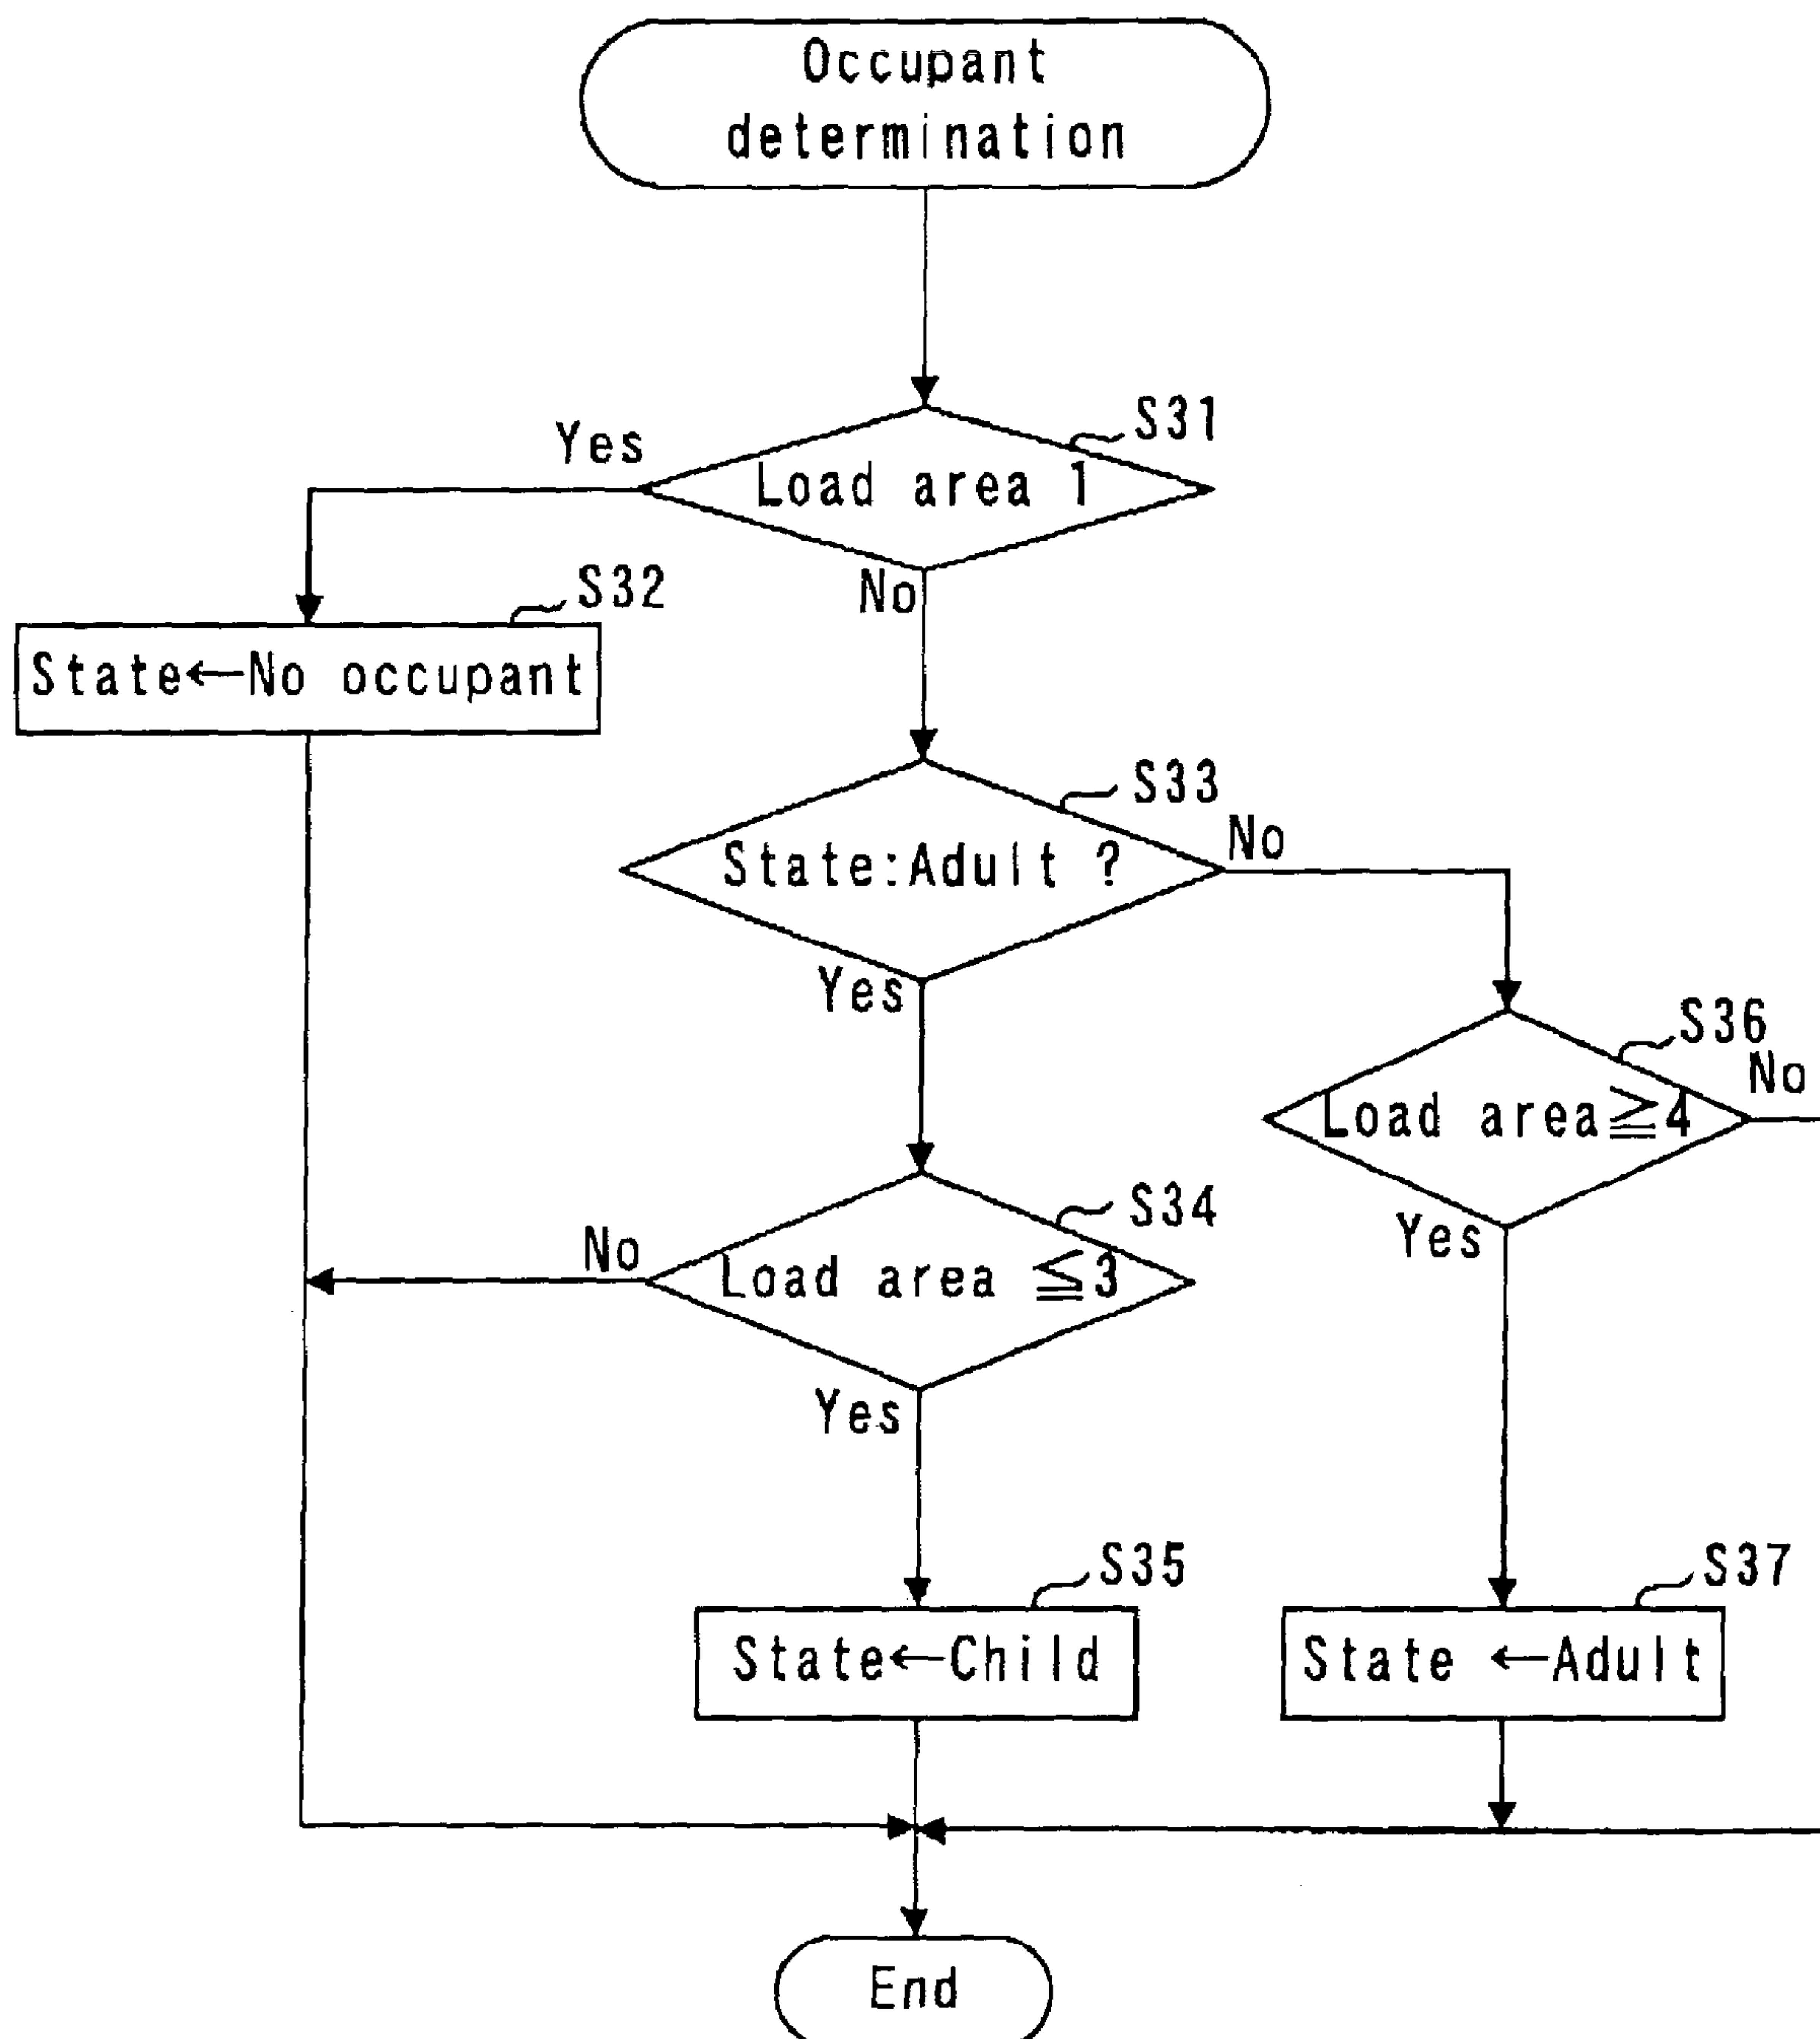 Occupant
determination
S31
Yes
Load area 1
No
S32
State←No occupant
S33
State:Adult ?
No
Yes
S36
No
Load area≧4
Yes
S34
No
Load area ≦3
Yes
S35
State←Child
S37
State ←Adult
End